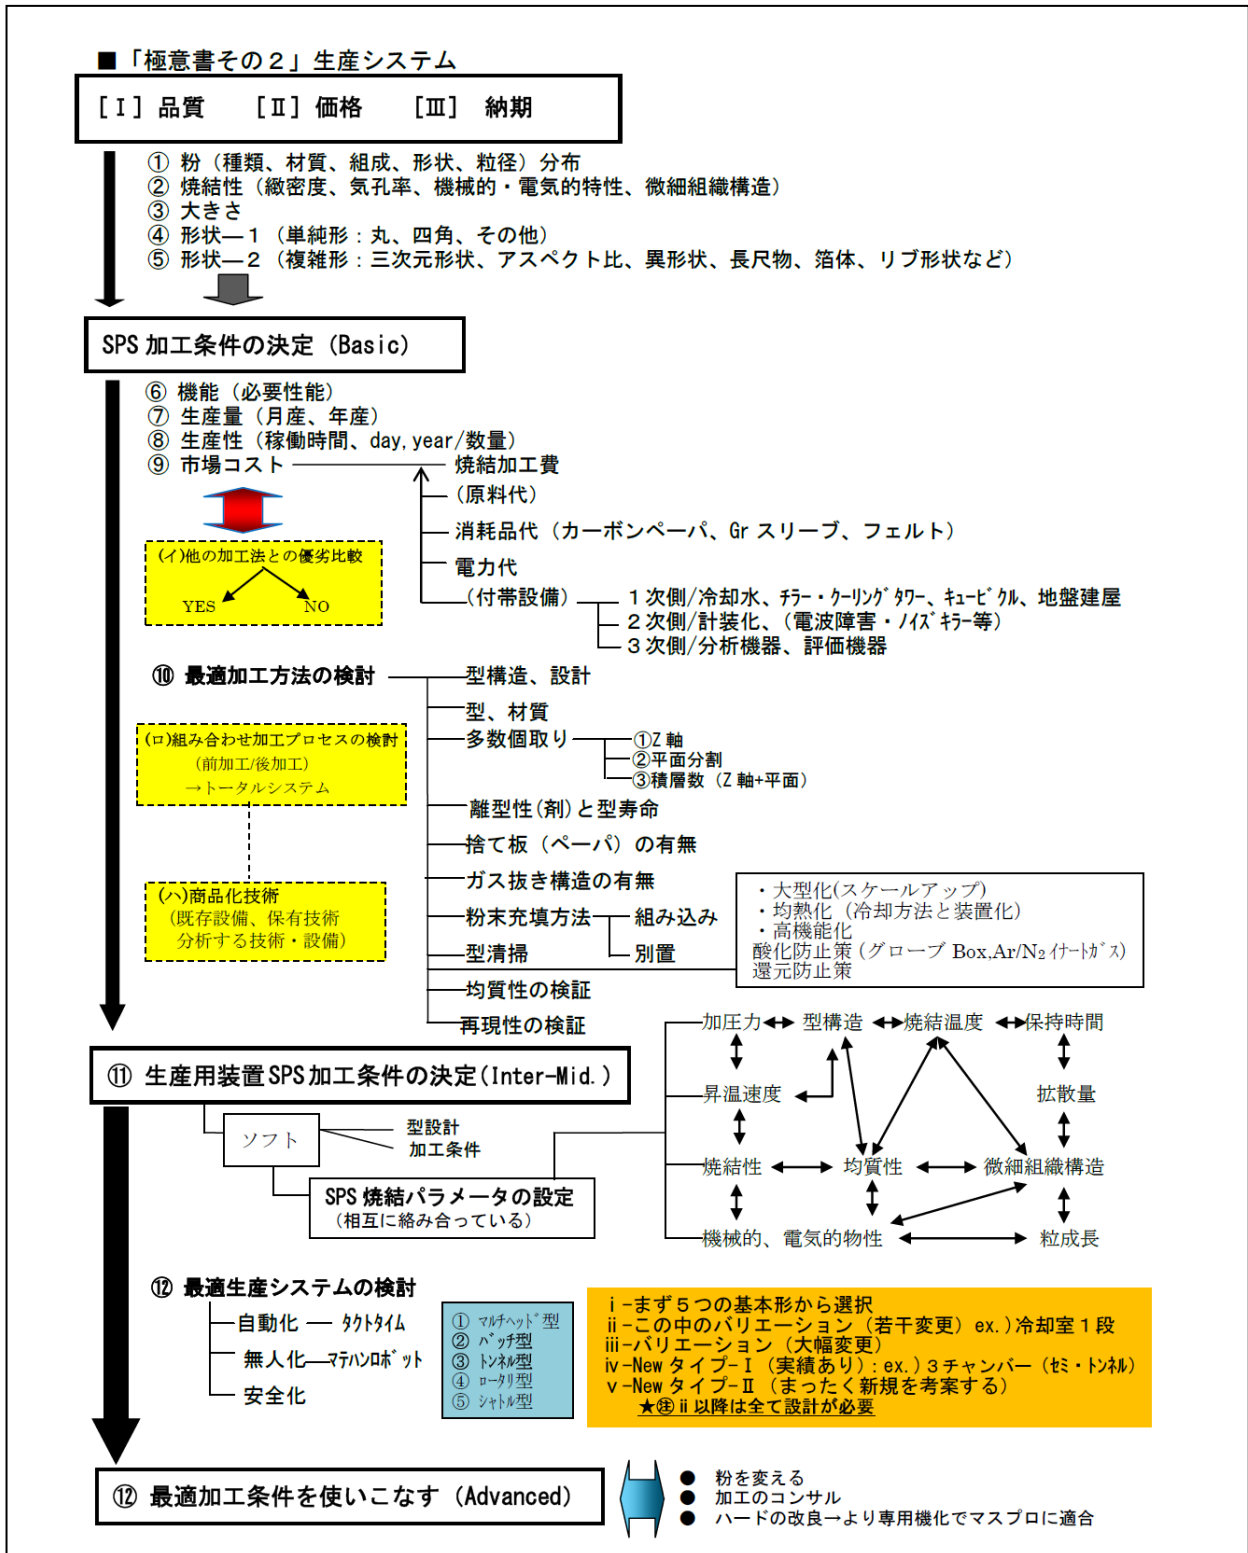 ■「極意書その２」生産システム
[Ⅰ] 品質　[Ⅱ] 価格　[Ⅲ] 納期
① 粉（種類、材質、組成、形状、粒径）分布
② 焼結性（緻密度、気孔率、機械的・電気的特性、微細組織構造）
③ 大きさ
④ 形状―１（単純形：丸、四角、その他）
⑤ 形状―２（複雑形：三次元形状、アスペクト比、異形状、長尺物、箔体、リブ形状など）
SPS 加工条件の決定（Basic）
⑥ 機能（必要性能）
⑦ 生産量（月産、年産）
⑧ 生産性（稼働時間、day, year/数量）
⑨ 市場コスト
焼結加工費
（原料代）
消耗品代（カーボンペーパ、Gr スリーブ、フェルト）
電力代
（付帯設備）
１次側/冷却水、ﾁﾗｰ・ｸｰﾘﾝｸﾞﾀﾜｰ、ｷｭｰﾋﾞｸﾙ、地盤建屋
２次側/計装化、（電波障害・ﾉｲｽﾞｷﾗｰ等）
３次側/分析機器、評価機器
(イ)他の加工法との優劣比較
YES　NO
⑩ 最適加工方法の検討
型構造、設計
型、材質
多数個取り
①Z 軸
②平面分割
③積層数（Z 軸+平面）
離型性(剤)と型寿命
捨て板（ペーパ）の有無
ガス抜き構造の有無
粉末充填方法
組み込み
別置
型清掃
均質性の検証
再現性の検証
(ロ)組み合わせ加工プロセスの検討
（前加工/後加工）
→トータルシステム
(ハ)商品化技術
（既存設備、保有技術
分析する技術・設備）
・大型化(スケールアップ)
・均熱化（冷却方法と装置化）
・高機能化
酸化防止策 (グローブ Box,Ar/N₂ ｲﾅｰﾄｶﾞｽ)
還元防止策
加圧力　型構造　焼結温度　保持時間
昇温速度　拡散量
焼結性　均質性　微細組織構造
機械的、電気的物性　粒成長
⑪ 生産用装置SPS加工条件の決定(Inter-Mid.)
ソフト
型設計
加工条件
SPS 焼結パラメータの設定
（相互に絡み合っている）
⑫ 最適生産システムの検討
自動化　ﾀｸﾄﾀｲﾑ
無人化　ﾏﾃﾊﾝﾛﾎﾞｯﾄ
安全化
① ﾏﾙﾁﾍｯﾄﾞ型
② ﾊﾞｯﾁ型
③ ﾄﾝﾈﾙ型
④ ﾛｰﾀﾘ型
⑤ ｼｬﾄﾙ型
ⅰ-まず５つの基本形から選択
ⅱ-この中のバリエーション（若干変更）ex.)冷却室１段
ⅲ-バリエーション（大幅変更）
ⅳ-New タイプ-Ⅰ（実績あり）: ex.)３チャンバー（ｾﾐ・ﾄﾝﾈﾙ）
ⅴ-New タイプ-Ⅱ（まったく新規を考案する）
★㊟ⅱ以降は全て設計が必要
⑫ 最適加工条件を使いこなす（Advanced）
● 粉を変える
● 加工のコンサル
● ハードの改良→より専用機化でマスプロに適合